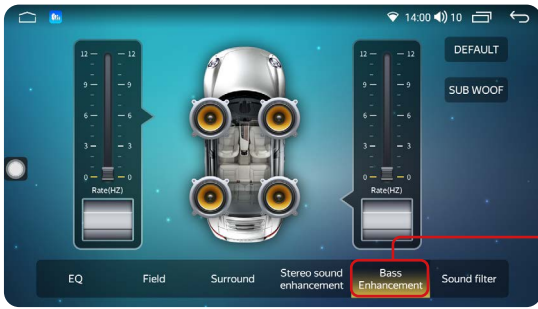 14:00 10
DEFAULT
SUB WOOF
12 12
9 9
6 6
3 3
0 0
Rate(HZ)
12 12
9 9
6 6
3 3
0 0
Rate(HZ)
EQ
Field
Surround
Stereo sound
enhancement
Bass
Enhancement
Sound filter